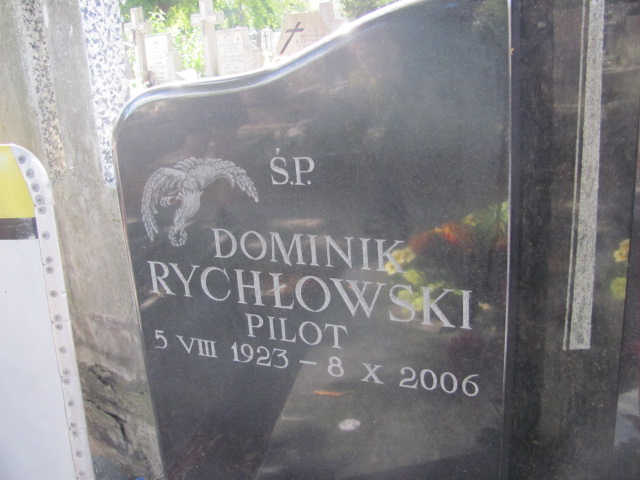 Ś.P.
DOMINIK
RYCHŁOWSKI
PILOT
5 VIII 1923 – 8 X 2006